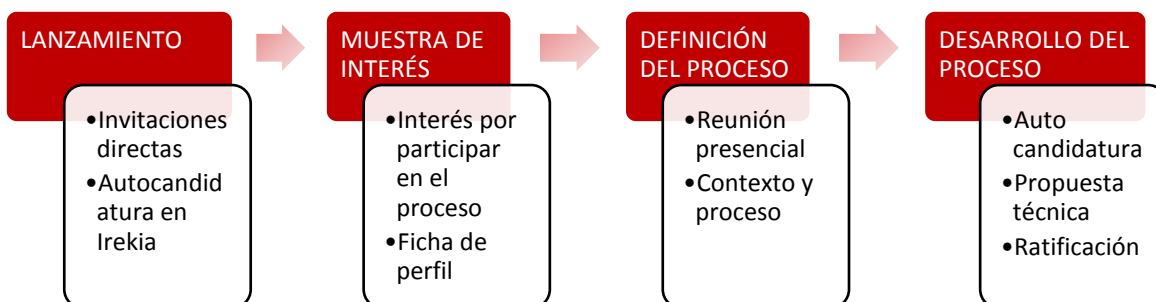 LANZAMIENTO
•Invitaciones
directas
•Autocandid
atura en
Irekia
MUESTRA DE
INTERÉS
•Interés por
participar
en el
proceso
•Ficha de
perfil
DEFINICIÓN
DEL PROCESO
•Reunión
presencial
•Contexto y
proceso
DESARROLLO DEL
PROCESO
•Auto
candidatura
•Propuesta
técnica
•Ratificación